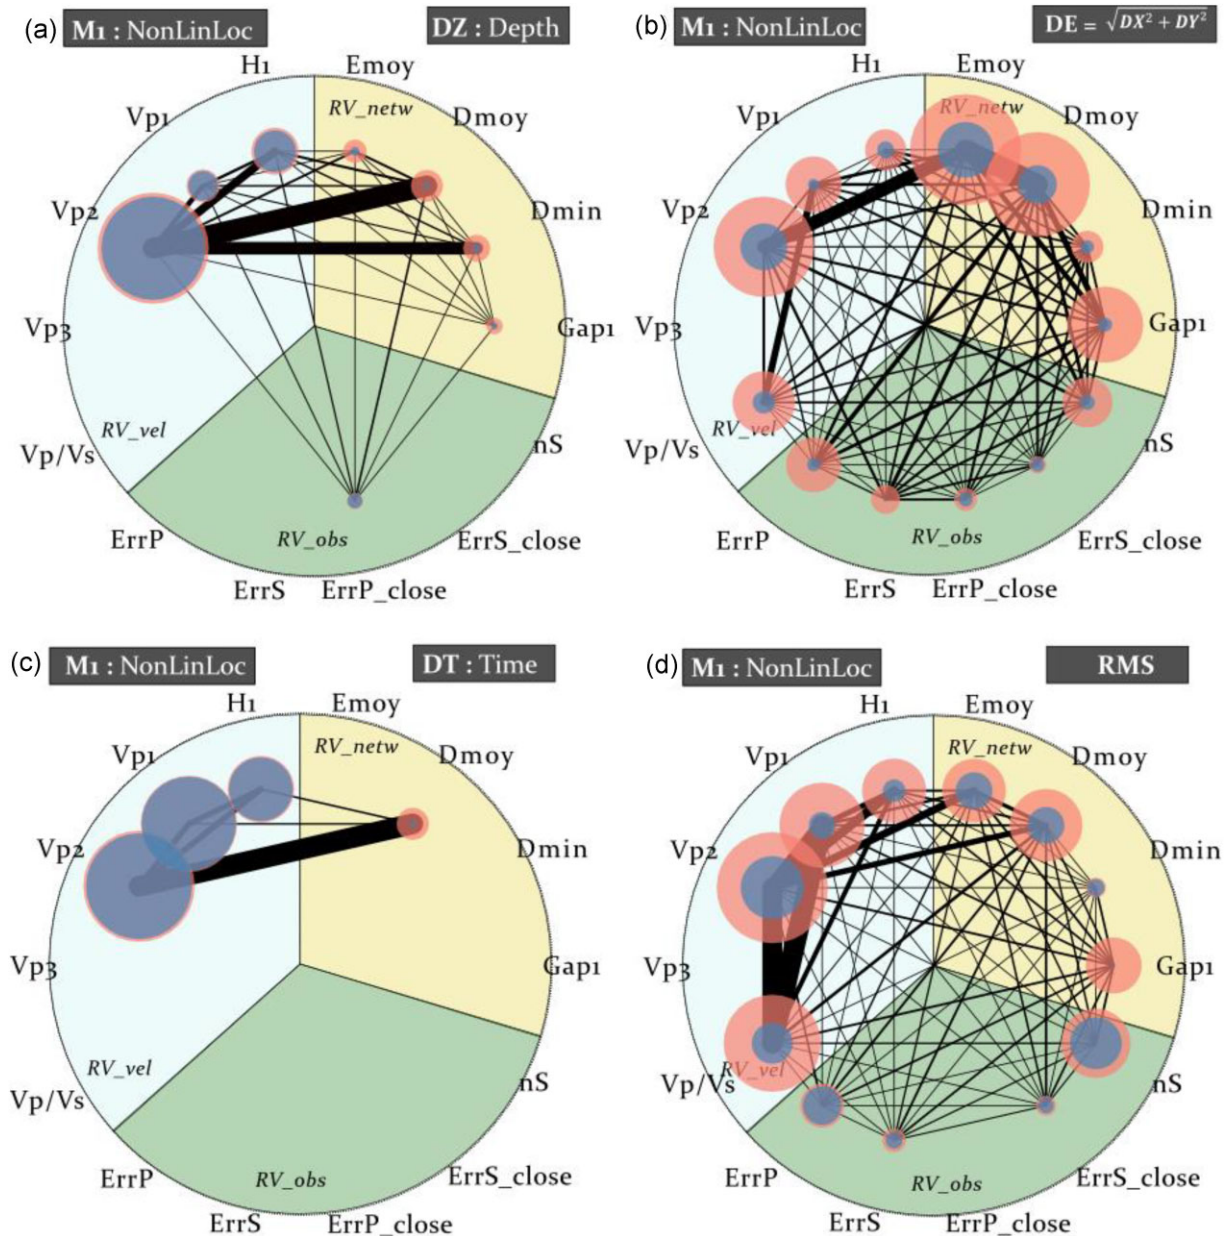 (a) M1 : NonLinLoc DZ : Depth
H1 Emoy
RV_netw
Vp1 Dmoy
Vp2 Dmin
Vp3 Gap1
RV_vel
Vp/Vs nS
ErrP RV_obs ErrS_close
ErrS ErrP_close
(b) M1 : NonLinLoc DE = √DX² + DY²
H1 Emoy
RV_netw
Vp1 Dmoy
Vp2 Dmin
Vp3 Gap1
RV_vel
Vp/Vs nS
ErrP RV_obs ErrS_close
ErrS ErrP_close
(c) M1 : NonLinLoc DT : Time
H1 Emoy
RV_netw
Vp1 Dmoy
Vp2 Dmin
Vp3 Gap1
RV_vel
Vp/Vs nS
ErrP RV_obs ErrS_close
ErrS ErrP_close
(d) M1 : NonLinLoc RMS
H1 Emoy
RV_netw
Vp1 Dmoy
Vp2 Dmin
Vp3 Gap1
RV_vel
Vp/Vs nS
ErrP RV_obs ErrS_close
ErrS ErrP_close